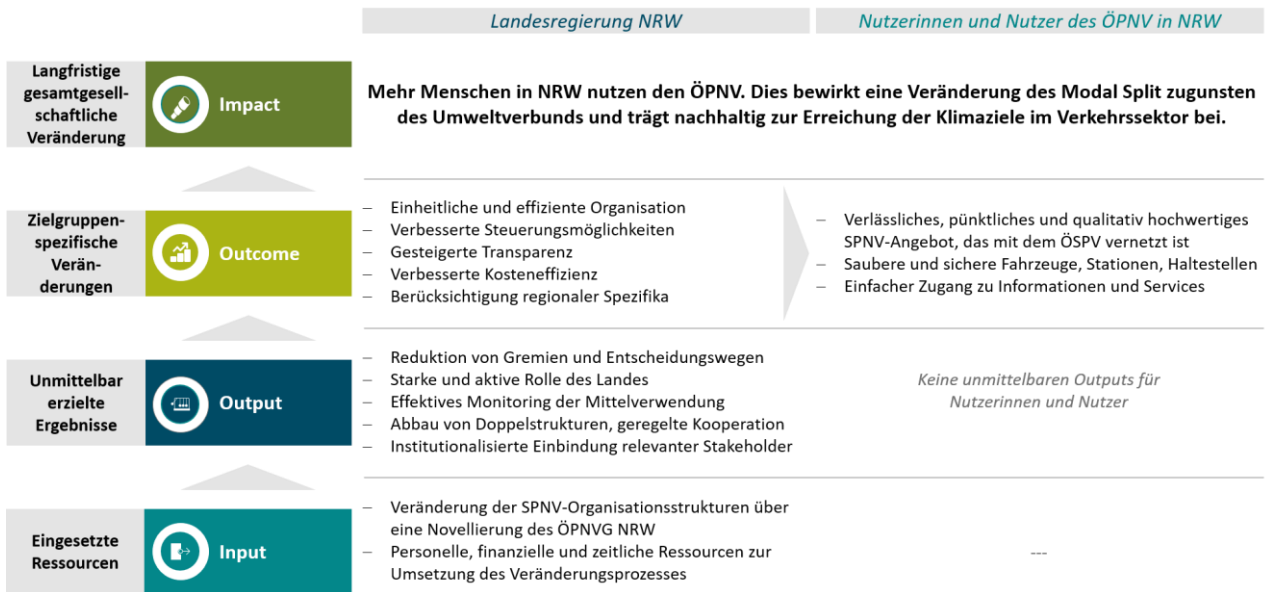 Landesregierung NRW
Nutzerinnen und Nutzer des ÖPNV in NRW
Langfristige
gesamtgesell-
schaftliche
Veränderung
Impact
Mehr Menschen in NRW nutzen den ÖPNV. Dies bewirkt eine Veränderung des Modal Split zugunsten
des Umweltverbunds und trägt nachhaltig zur Erreichung der Klimaziele im Verkehrssektor bei.
Zielgruppen-
spezifische
Verän-
derungen
Outcome
– Einheitliche und effiziente Organisation
– Verbesserte Steuerungsmöglichkeiten
– Gesteigerte Transparenz
– Verbesserte Kosteneffizienz
– Berücksichtigung regionaler Spezifika
– Verlässliches, pünktliches und qualitativ hochwertiges
SPNV-Angebot, das mit dem ÖSPV vernetzt ist
– Saubere und sichere Fahrzeuge, Stationen, Haltestellen
– Einfacher Zugang zu Informationen und Services
Unmittelbar
erzielte
Ergebnisse
Output
– Reduktion von Gremien und Entscheidungswegen
– Starke und aktive Rolle des Landes
– Effektives Monitoring der Mittelverwendung
– Abbau von Doppelstrukturen, geregelte Kooperation
– Institutionalisierte Einbindung relevanter Stakeholder
Keine unmittelbaren Outputs für
Nutzerinnen und Nutzer
Eingesetzte
Ressourcen
Input
– Veränderung der SPNV-Organisationsstrukturen über
eine Novellierung des ÖPNVG NRW
– Personelle, finanzielle und zeitliche Ressourcen zur
Umsetzung des Veränderungsprozesses
---